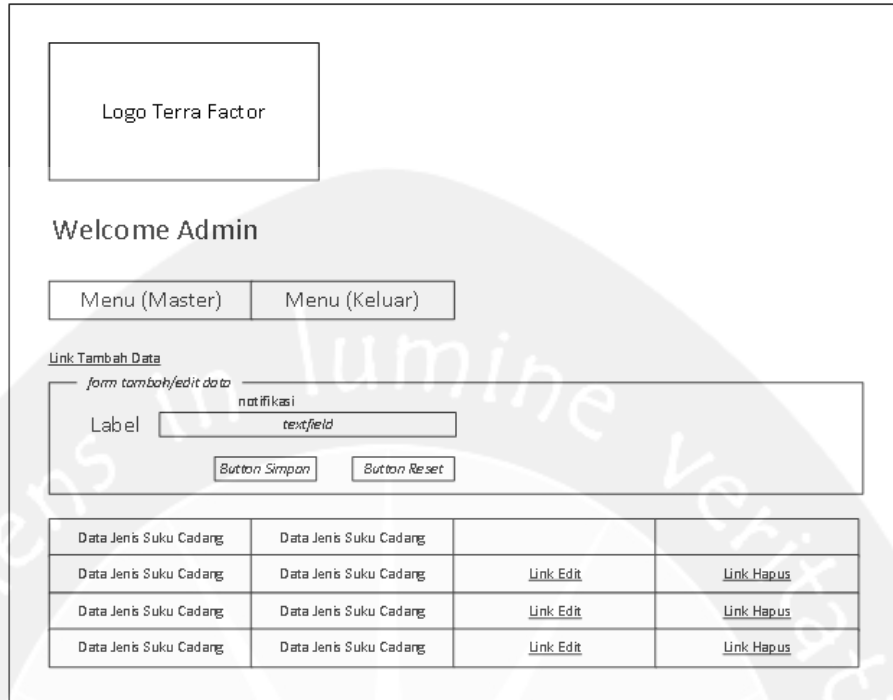 Logo Terra Factor
Welcome Admin
Menu (Master) Menu (Keluar)
Link Tambah Data
form tambah/edit data
notifikasi
Label textfield
Button Simpan Button Reset
Data Jenis Suku Cadang Data Jenis Suku Cadang
Data Jenis Suku Cadang Data Jenis Suku Cadang Link Edit Link Hapus
Data Jenis Suku Cadang Data Jenis Suku Cadang Link Edit Link Hapus
Data Jenis Suku Cadang Data Jenis Suku Cadang Link Edit Link Hapus
in lumine veritat